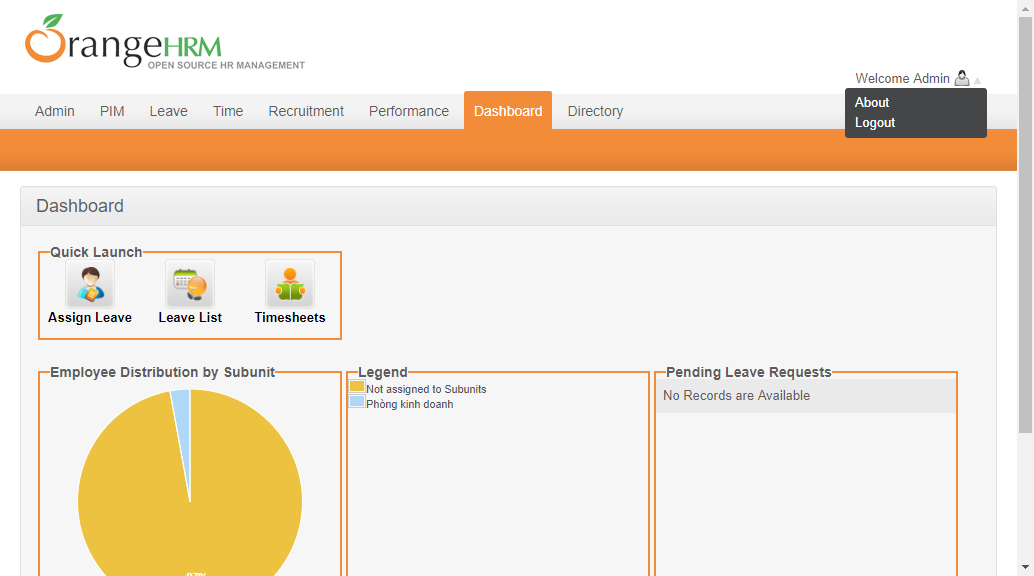 OrangeHRM
OPEN SOURCE HR MANAGEMENT
Welcome Admin
About
Logout
Admin PIM Leave Time Recruitment Performance Dashboard Directory
Dashboard
Quick Launch
Assign Leave Leave List Timesheets
Employee Distribution by Subunit
Legend
Not assigned to Subunits
Phòng kinh doanh
Pending Leave Requests
No Records are Available